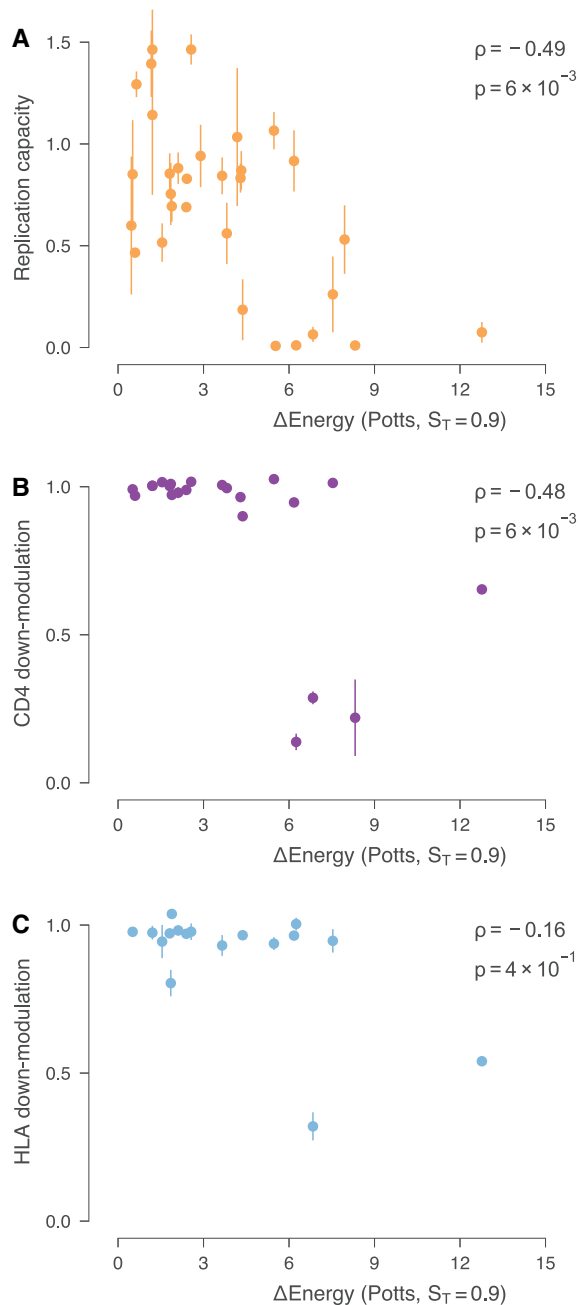 A
1.5
1.0
0.5
0.0
Replication capacity
ρ = −0.49
p = 6 × 10⁻³
0 3 6 9 12 15
ΔEnergy (Potts, S_T = 0.9)
B
1.0
0.5
0.0
CD4 down-modulation
ρ = −0.48
p = 6 × 10⁻³
0 3 6 9 12 15
ΔEnergy (Potts, S_T = 0.9)
C
1.0
0.5
0.0
HLA down-modulation
ρ = −0.16
p = 4 × 10⁻¹
0 3 6 9 12 15
ΔEnergy (Potts, S_T = 0.9)